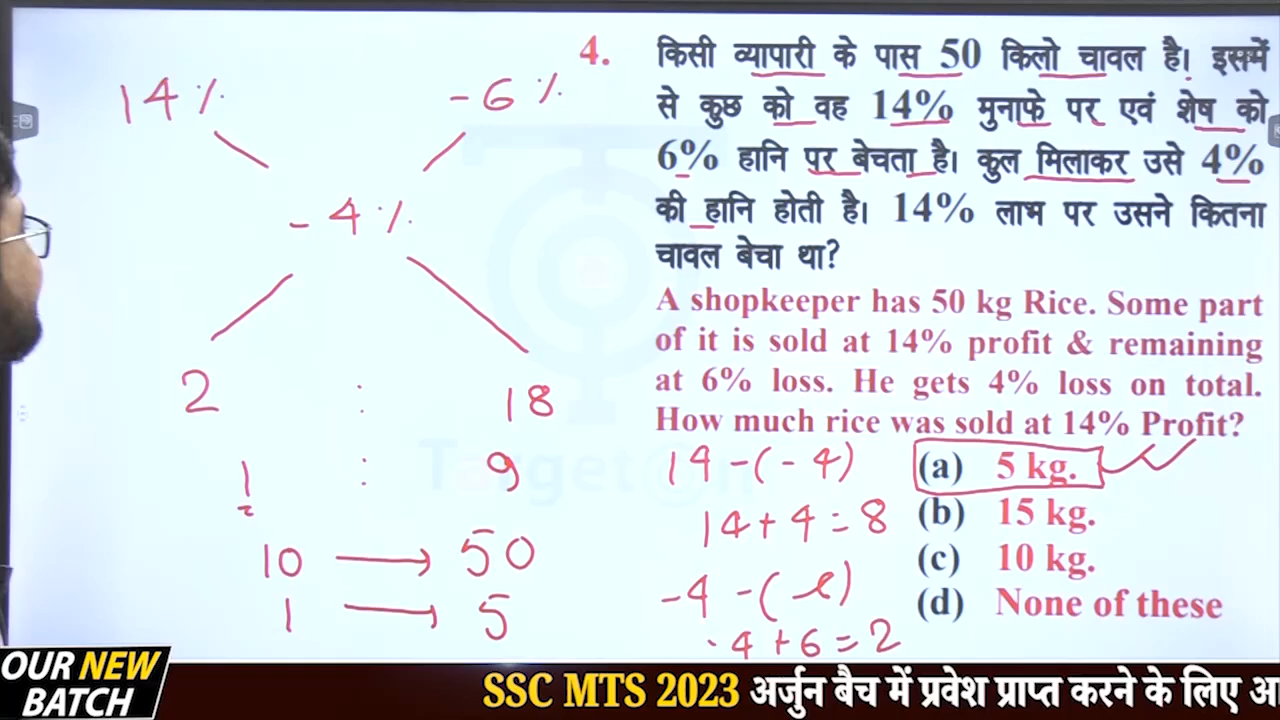 4. किसी व्यापारी के पास 50 किलो चावल है। इसमें
से कुछ को वह 14% मुनाफे पर एवं शेष को
6% हानि पर बेचता है। कुल मिलाकर उसे 4%
की हानि होती है। 14% लाभ पर उसने कितना
चावल बेचा था?
A shopkeeper has 50 kg Rice. Some part
of it is sold at 14% profit & remaining
at 6% loss. He gets 4% loss on total.
How much rice was sold at 14% Profit?
(a) 5 kg.
(b) 15 kg.
(c) 10 kg.
(d) None of these
14% -6%
-4%
2 : 18
1 : 9
10 → 50
1 → 5
14-(-4)
14+4=8
-4-(
-4+6=2
OUR NEW
BATCH
SSC MTS 2023 अर्जुन बैच में प्रवेश प्राप्त करने के लिए